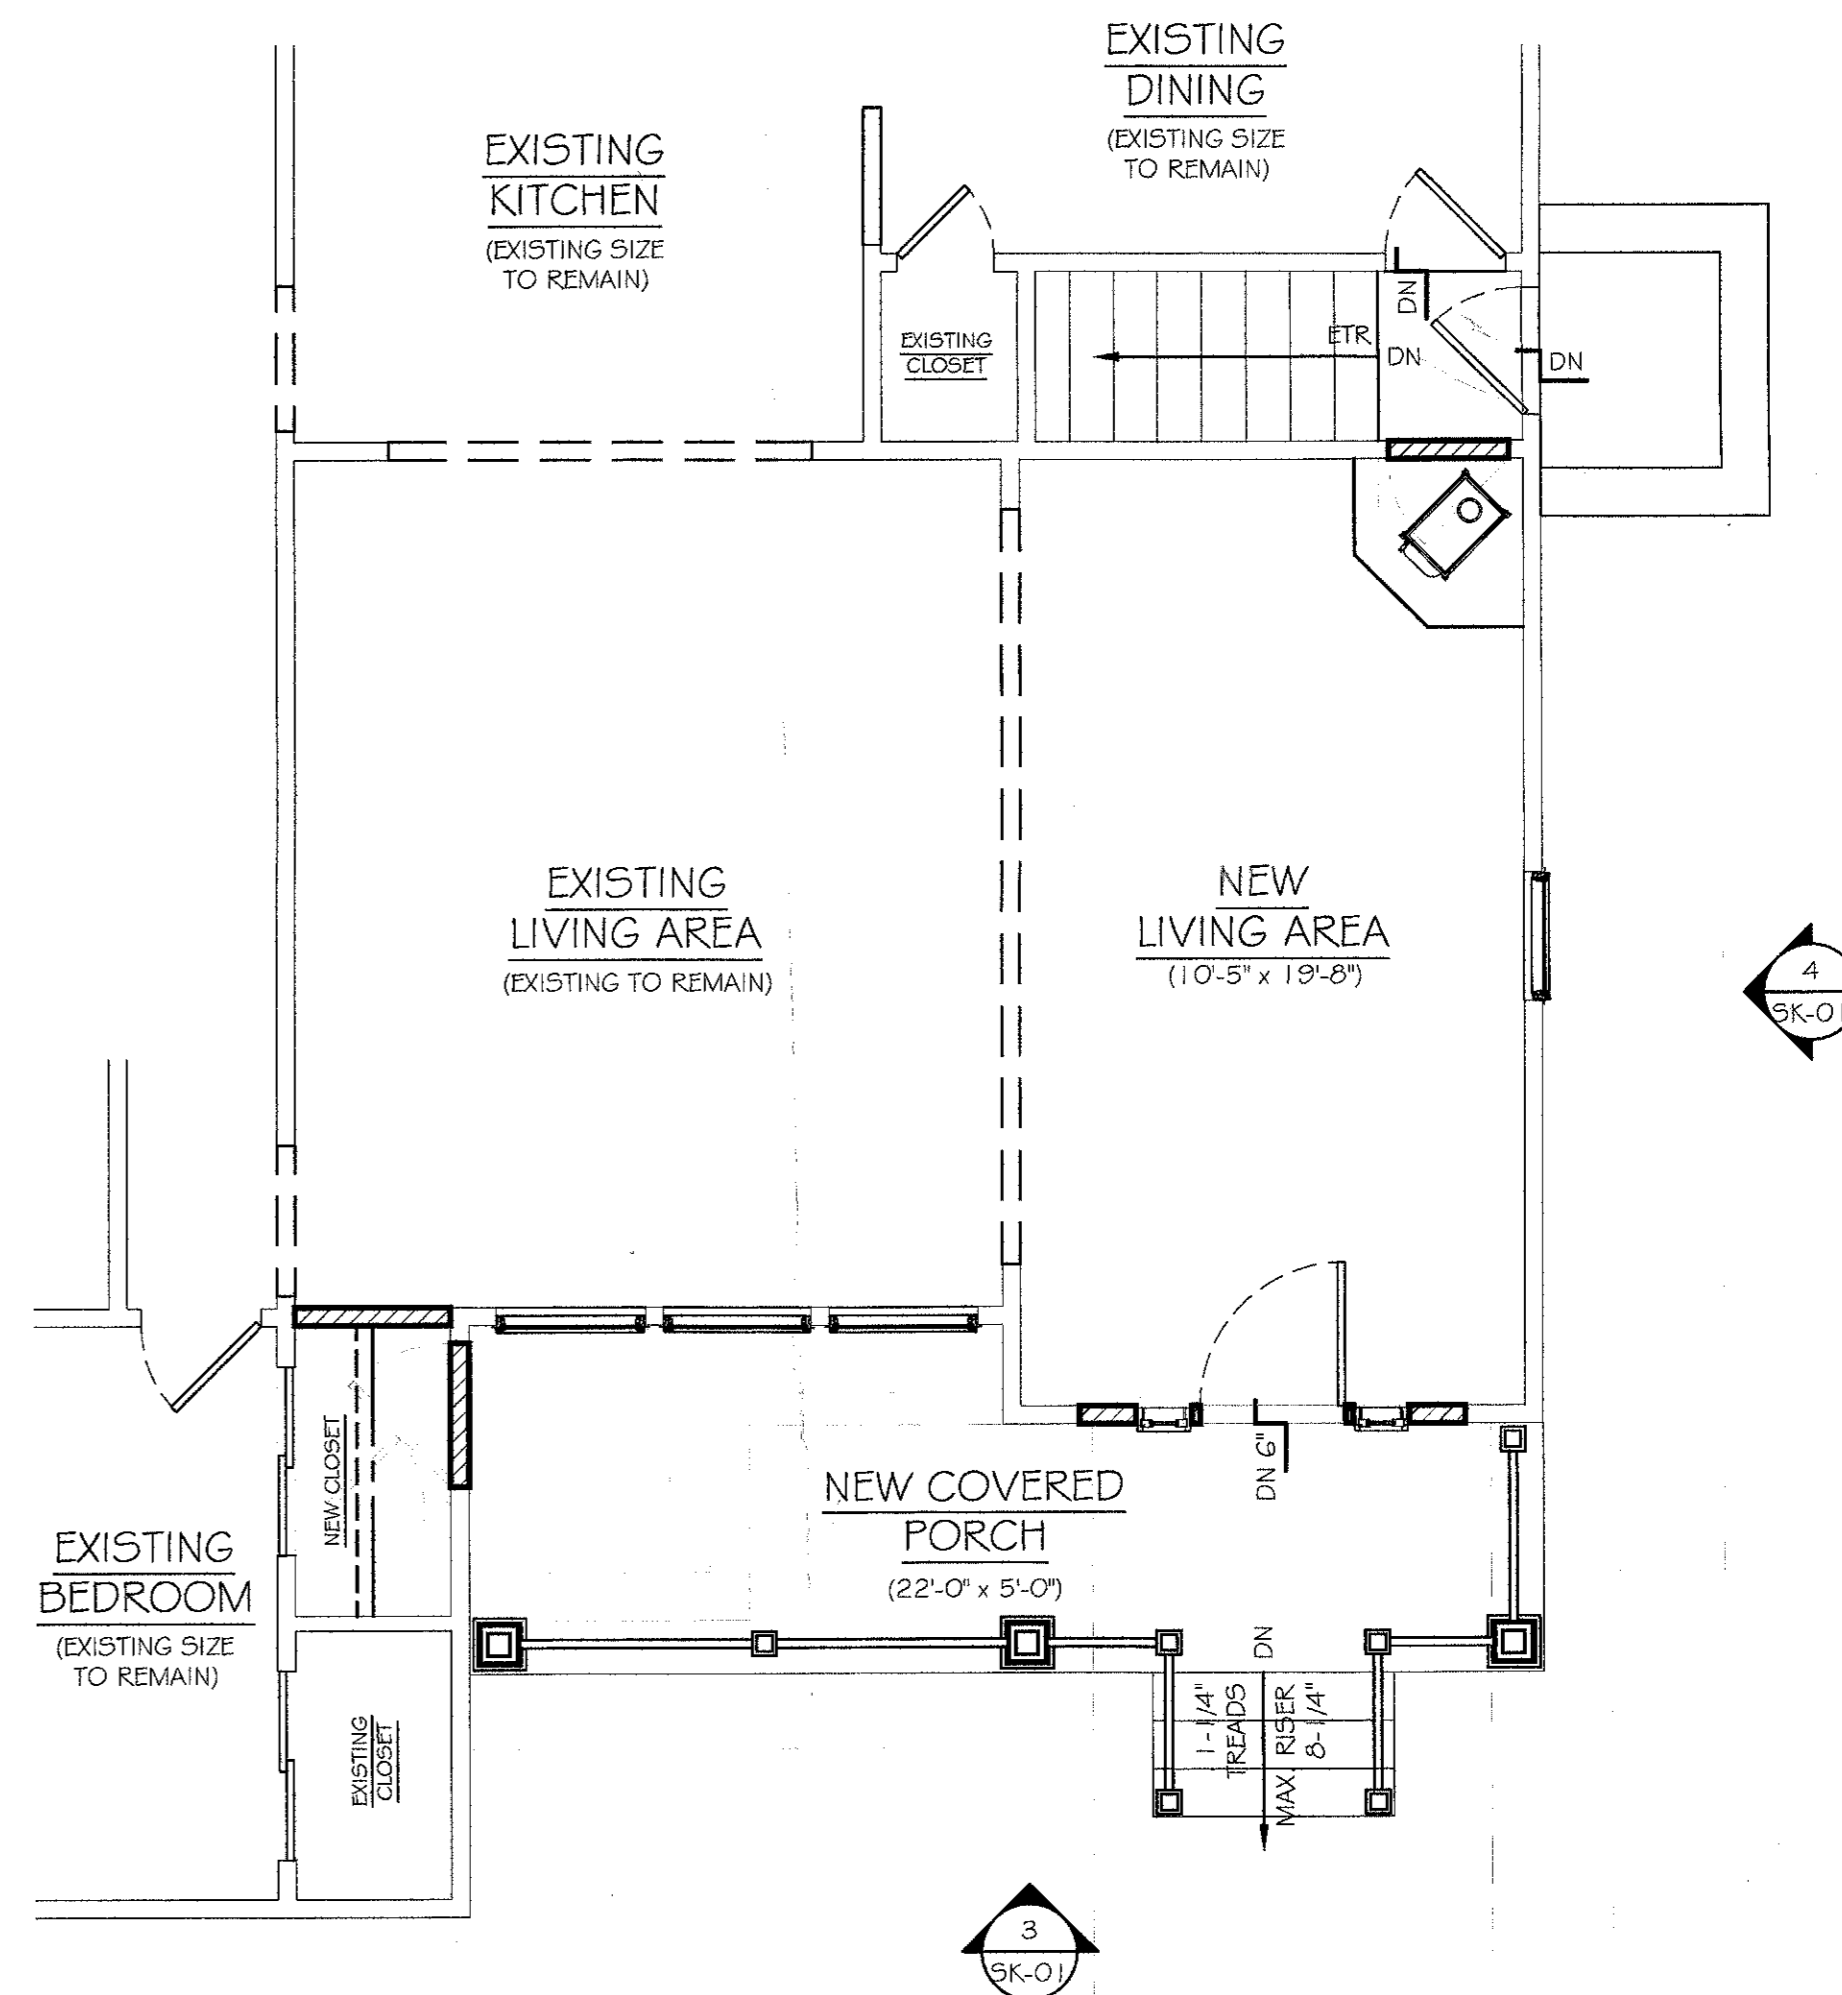 EXISTING
DINING
(EXISTING SIZE
TO REMAIN)
EXISTING
KITCHEN
(EXISTING SIZE
TO REMAIN)
EXISTING
CLOSET
ETR
DN
DN
DN
EXISTING
LIVING AREA
(EXISTING TO REMAIN)
NEW
LIVING AREA
(10'-5" x 19'-8")
4
SK-01
NEW CLOSET
NEW COVERED
PORCH
(22'-0" x 5'-0")
DN 6"
EXISTING
BEDROOM
(EXISTING SIZE
TO REMAIN)
EXISTING
CLOSET
DN
1-1/4"
TREADS
MAX. RISER
8-1/4"
3
SK-01